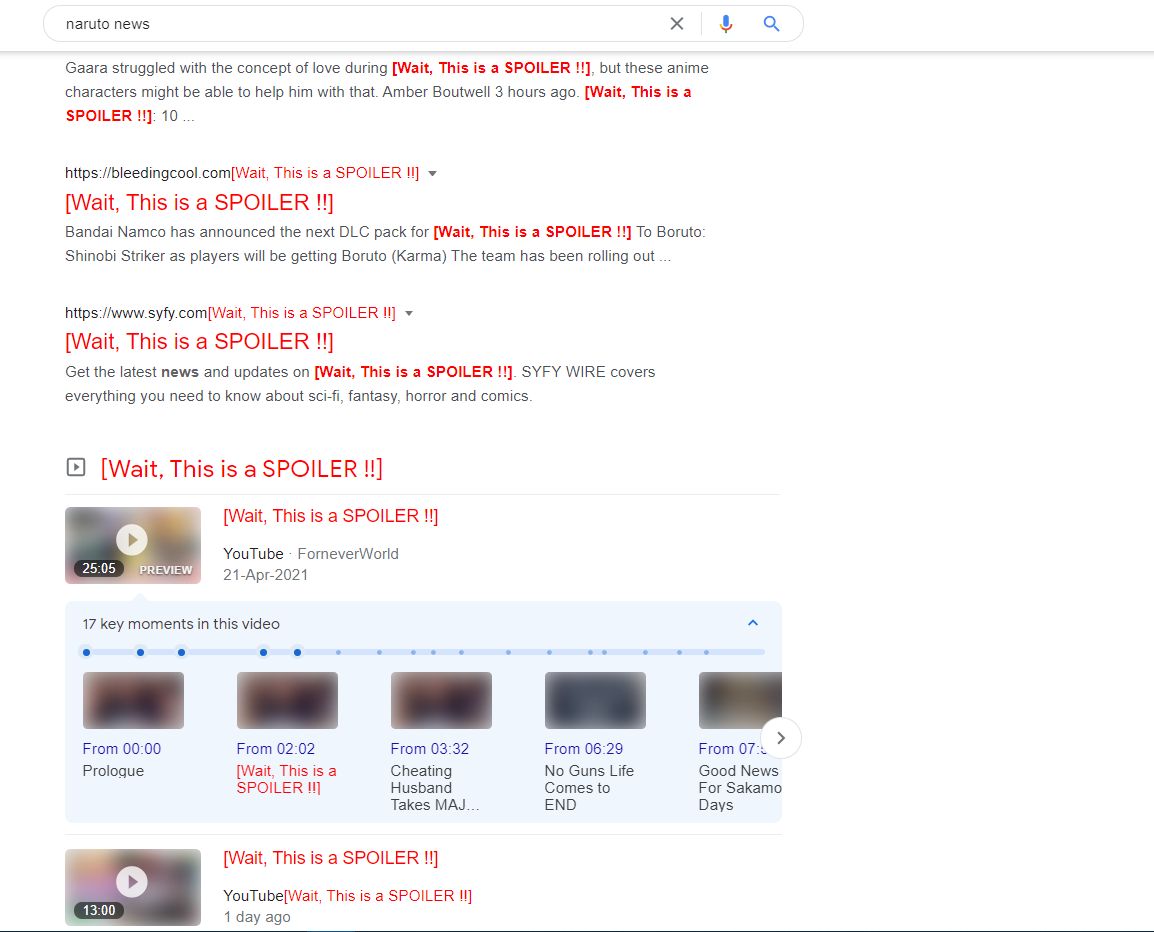 naruto news
Gaara struggled with the concept of love during [Wait, This is a SPOILER !!], but these anime
characters might be able to help him with that. Amber Boutwell 3 hours ago. [Wait, This is a
SPOILER !!]: 10 ...
https://bleedingcool.com[Wait, This is a SPOILER !!]
[Wait, This is a SPOILER !!]
Bandai Namco has announced the next DLC pack for [Wait, This is a SPOILER !!] To Boruto:
Shinobi Striker as players will be getting Boruto (Karma) The team has been rolling out ...
https://www.syfy.com[Wait, This is a SPOILER !!]
[Wait, This is a SPOILER !!]
Get the latest news and updates on [Wait, This is a SPOILER !!]. SYFY WIRE covers
everything you need to know about sci-fi, fantasy, horror and comics.
[Wait, This is a SPOILER !!]
[Wait, This is a SPOILER !!]
YouTube · ForneverWorld
21-Apr-2021
25:05 PREVIEW
17 key moments in this video
From 00:00
Prologue
From 02:02
[Wait, This is a
SPOILER !!]
From 03:32
Cheating
Husband
Takes MAJ...
From 06:29
No Guns Life
Comes to
END
From 07:
Good News
For Sakamo
Days
[Wait, This is a SPOILER !!]
YouTube[Wait, This is a SPOILER !!]
1 day ago
13:00